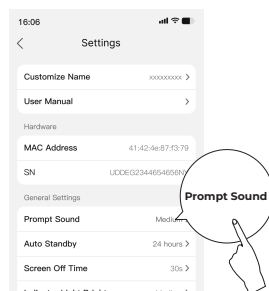 16:06
Settings
Customize Name xxxxxxxxx
User Manual
Hardware
MAC Address 41:42:4e:87:f3:79
SN
General Settings
Prompt Sound
Prompt Sound
Auto Standby 24 hours
Screen Off Time 30s